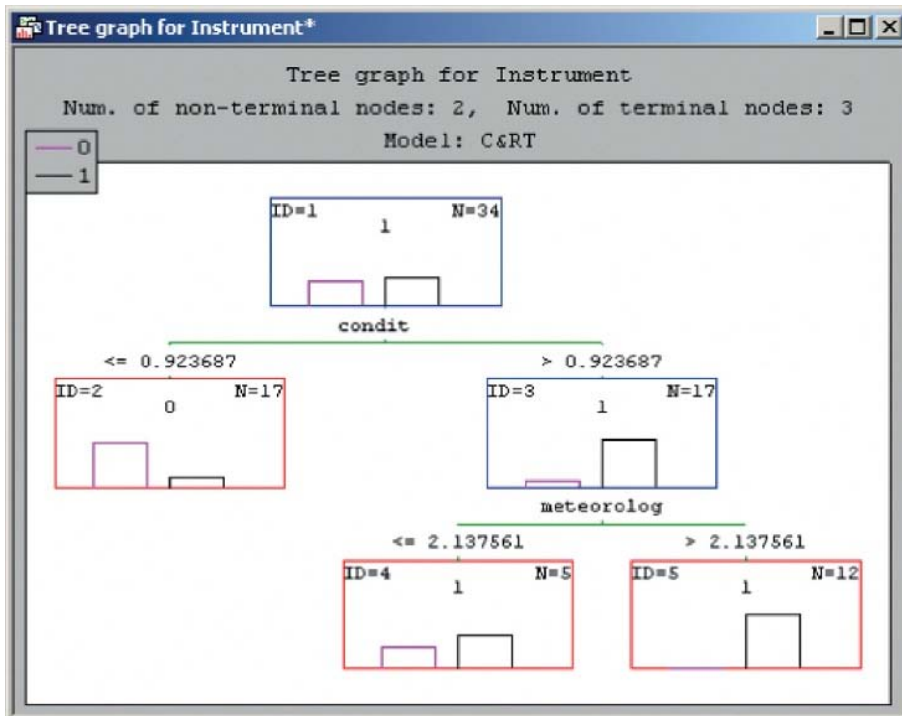 Tree graph for Instrument*
Tree graph for Instrument
Num. of non-terminal nodes: 2, Num. of terminal nodes: 3
Model: C&RT
0
1
ID=1 N=34
1
condit
<= 0.923687 > 0.923687
ID=2 N=17
0
ID=3 N=17
1
meteorolog
<= 2.137561 > 2.137561
ID=4 N=5
1
ID=5 N=12
1